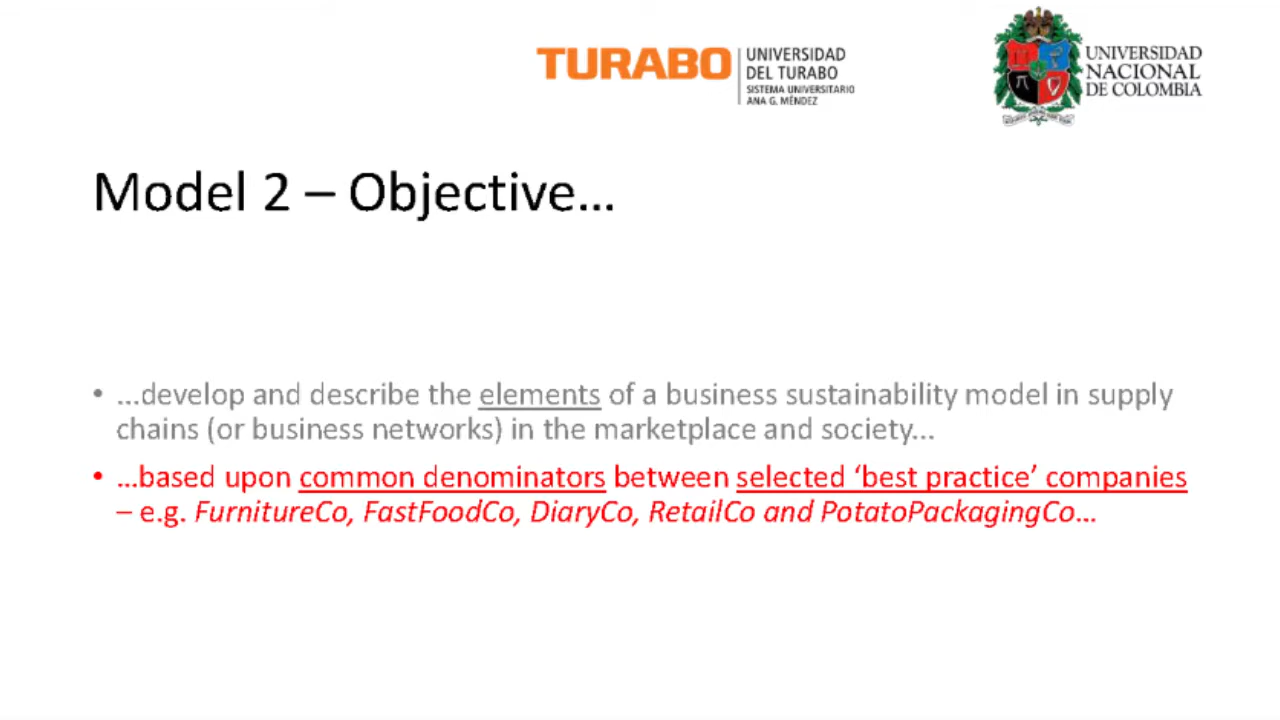 TURABO
UNIVERSIDAD
DEL TURABO
SISTEMA UNIVERSITARIO
ANA G. MÉNDEZ
UNIVERSIDAD
NACIONAL
DE COLOMBIA
Model 2 – Objective...
• ...develop and describe the elements of a business sustainability model in supply
chains (or business networks) in the marketplace and society...
• ...based upon common denominators between selected ‘best practice’ companies
– e.g. FurnitureCo, FastFoodCo, DiaryCo, RetailCo and PotatoPackagingCo...